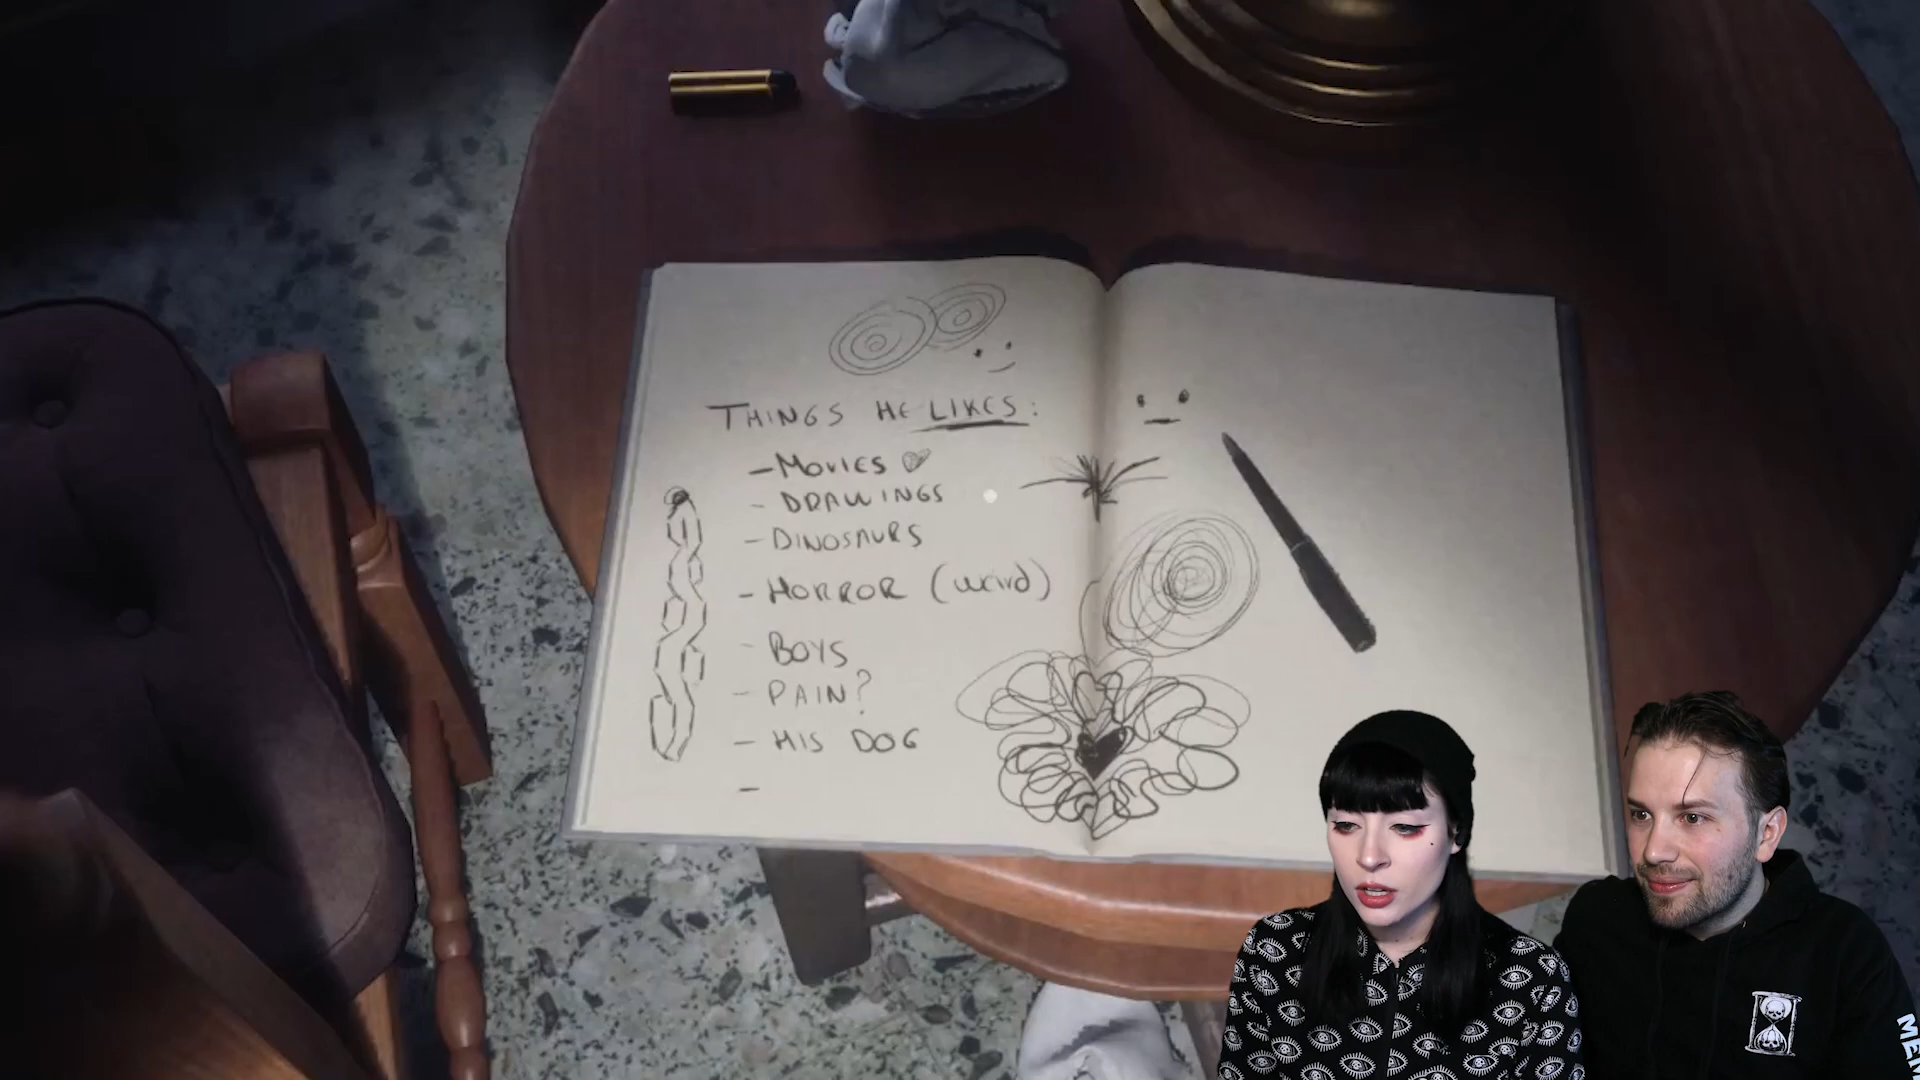 THINGS HE LIKES:
- MOVIES
- DRAWINGS
- DINOSAURS
- HORROR (weird)
- BOYS
- PAIN?
- HIS DOG
-